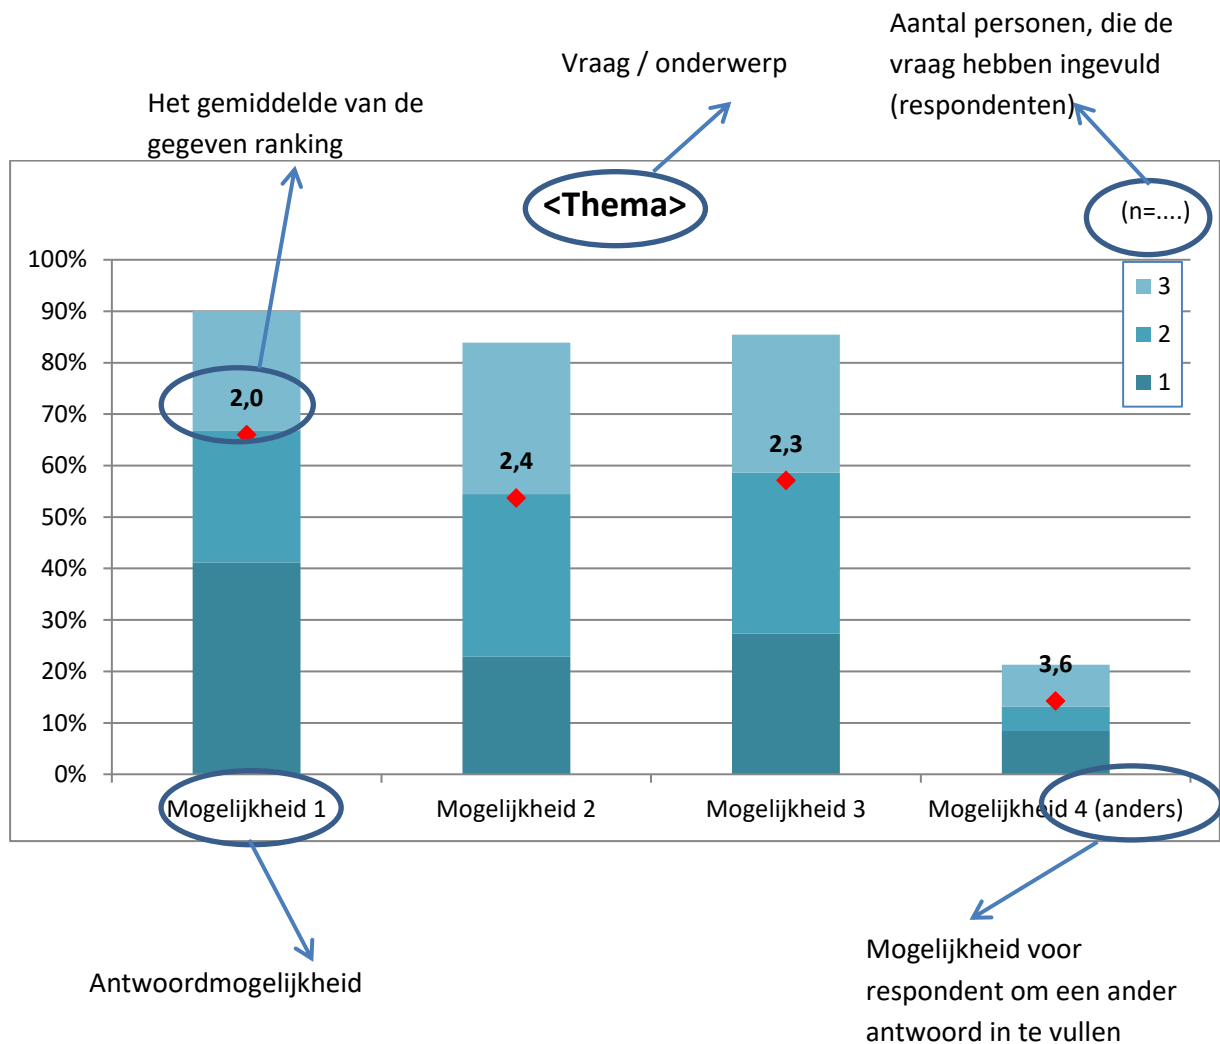 Aantal personen, die de
vraag hebben ingevuld
(respondenten)
Vraag / onderwerp
Het gemiddelde van de
gegeven ranking
<Thema>
(n=....)
100%
90%
80%
70%
60%
50%
40%
30%
20%
10%
0%
3
2
1
2,0
2,4
2,3
3,6
Mogelijkheid 1
Mogelijkheid 2
Mogelijkheid 3
Mogelijkheid 4 (anders)
Antwoordmogelijkheid
Mogelijkheid voor
respondent om een ander
antwoord in te vullen